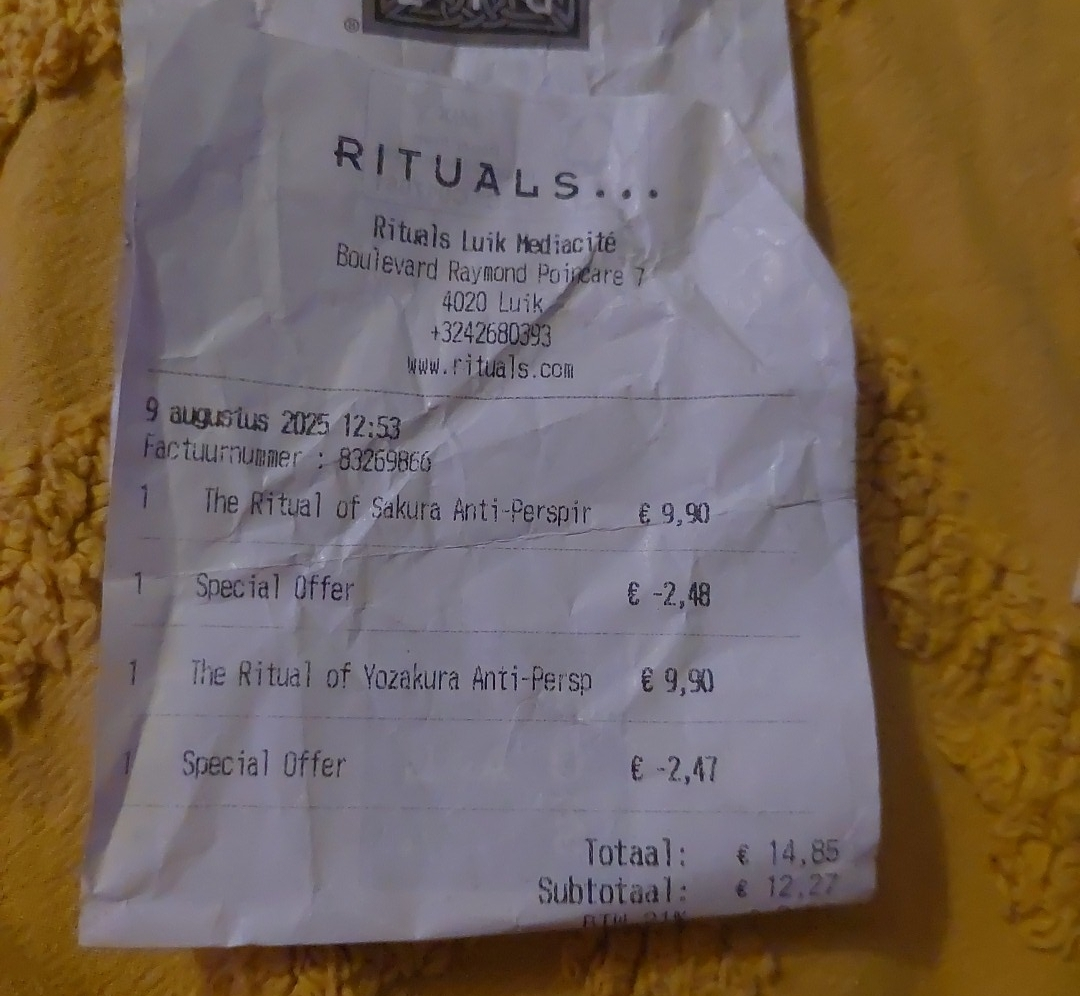 ®
RITUALS...
Rituals Luik Mediacité
Boulevard Raymond Poincare 7
4020 Luik
+3242680393
www.rituals.com
9 augustus 2025 12:53
Factuurnummer : 83269866
1 The Ritual of Sakura Anti-Perspir € 9,90
1 Special Offer € -2,48
1 The Ritual of Yozakura Anti-Persp € 9,90
1 Special Offer € -2,47
Totaal: € 14,85
Subtotaal: € 12,27
BTW 21%